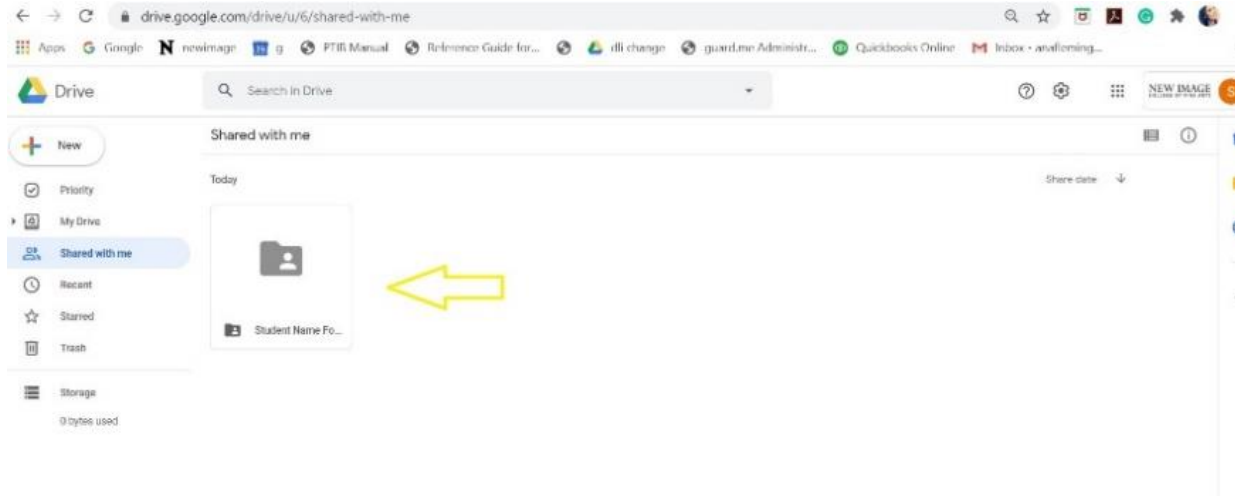 drive.google.com/drive/u/6/shared-with-me
Apps Google newimage g PTIB Manual Reference Guide for... dli change guard.me Administr... Quickbooks Online Inbox - anafleming...
Drive Search in Drive NEW IMAGE S
New Shared with me
Today Share date
Priority
My Drive
Shared with me
Recent
Starred
Student Name Fo...
Trash
Storage
0 bytes used